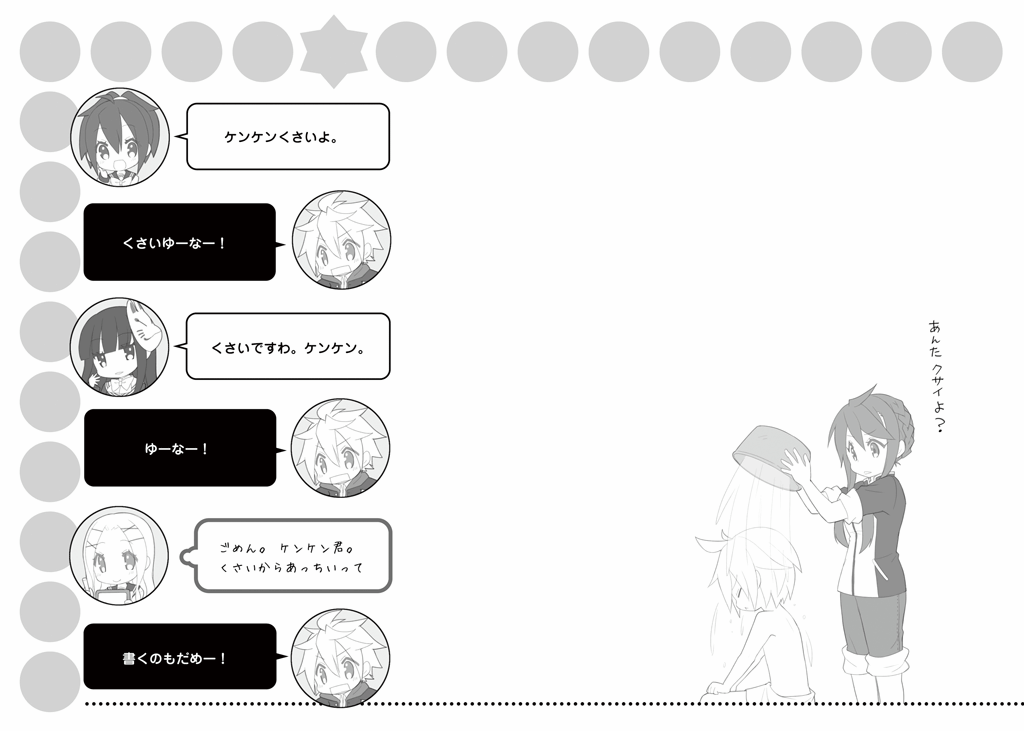 ケンケンくさいよ。
くさいゆーなー！
くさいですわ。ケンケン。
ゆーなー！
ごめん。 ケンケン君。
くさいからあっちいって
書くのもだめー！
あんた クサイよ？